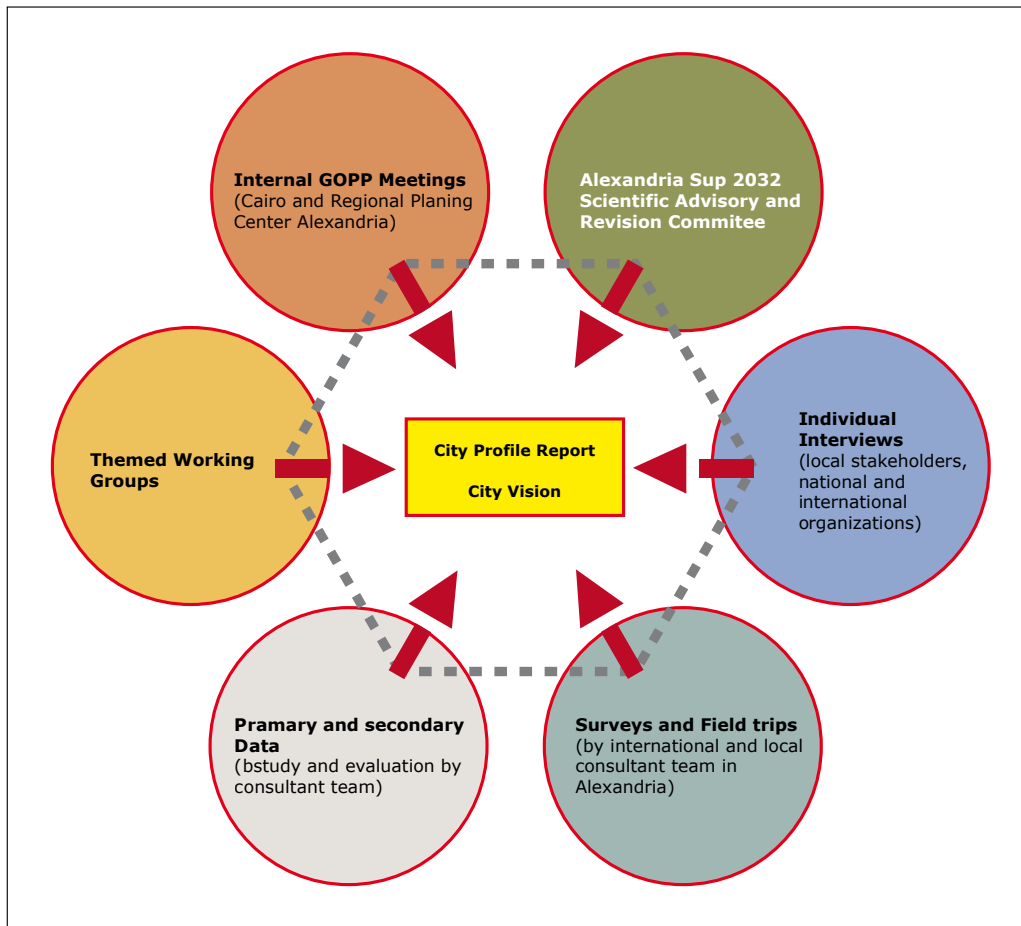 Internal GOPP Meetings
(Cairo and Regional Planing
Center Alexandria)
Alexandria Sup 2032
Scientific Advisory and
Revision Commitee
Themed Working
Groups
City Profile Report
City Vision
Individual
Interviews
(local stakeholders,
national and
international
organizations)
Pramary and secondary
Data
(bstudy and evaluation by
consultant team)
Surveys and Field trips
(by international and local
consultant team in
Alexandria)